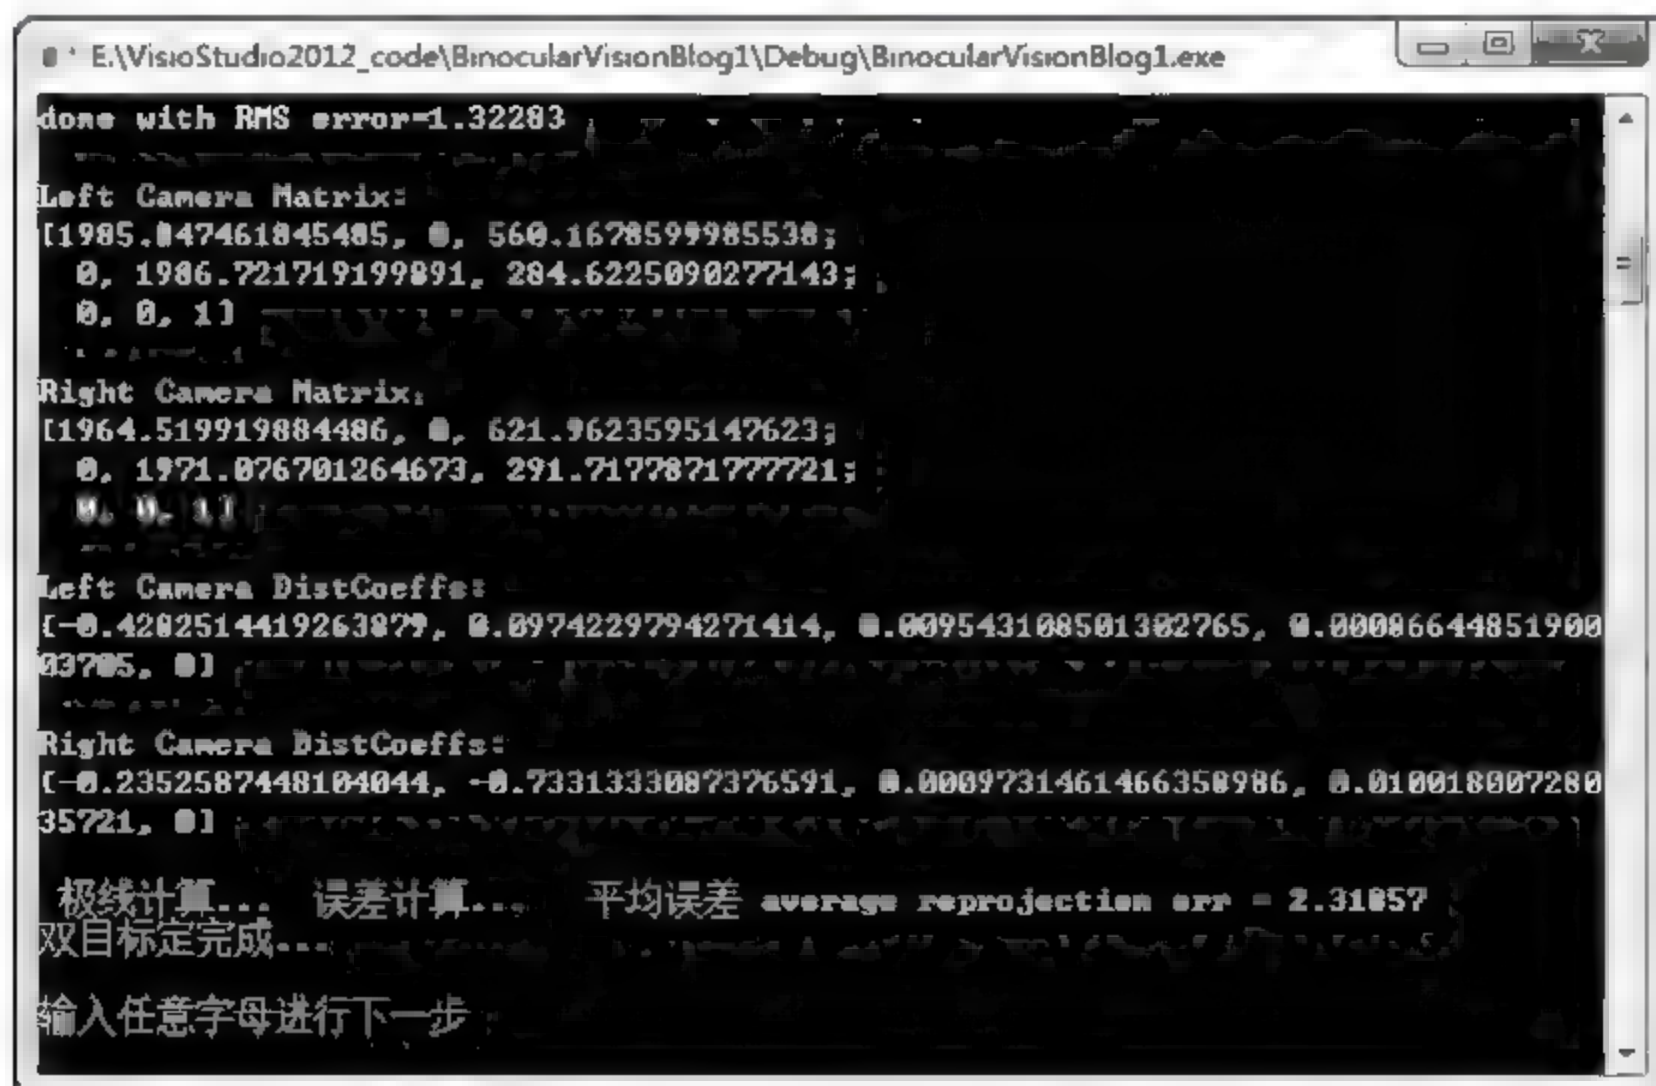 E:\VisioStudio2012_code\BinocularVisionBlog1\Debug\BinocularVisionBlog1.exe
done with RMS error=1.32283
Left Camera Matrix:
[1985.047461845485, 0, 560.1678599985538;
0, 1986.721719199891, 284.6225090277143;
0, 0, 1]
Right Camera Matrix:
[1964.519919884486, 0, 621.9623595147623;
0, 1971.076701264673, 291.7177871777721;
0, 0, 1]
Left Camera DistCoeffs:
[-0.4202514419263879, 0.0974229794271414, 0.009543108501302765, 0.00086644851900
03705, 0]
Right Camera DistCoeffs:
[-0.2352587448104044, -0.7331333087376591, 0.0009731461466358986, 0.010018007280
35721, 0]
极线计算... 误差计算... 平均误差 average reprojection err = 2.31857
双目标定完成...
输入任意字母进行下一步